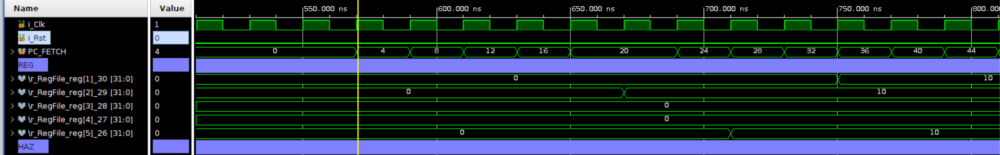 Name Value 550.000 ns 600.000 ns 650.000 ns 700.000 ns 750.000 ns 800.00
i_Clk 1
i_Rst 0
PC_FETCH 4 0 4 8 12 16 20 24 28 32 36 40 44
REG
\r_RegFile_reg[1]_30 [31:0] 0 0 10
\r_RegFile_reg[2]_29 [31:0] 0 0 10
\r_RegFile_reg[3]_28 [31:0] 0 0
\r_RegFile_reg[4]_27 [31:0] 0 0
\r_RegFile_reg[5]_26 [31:0] 0 0 10
HAZ